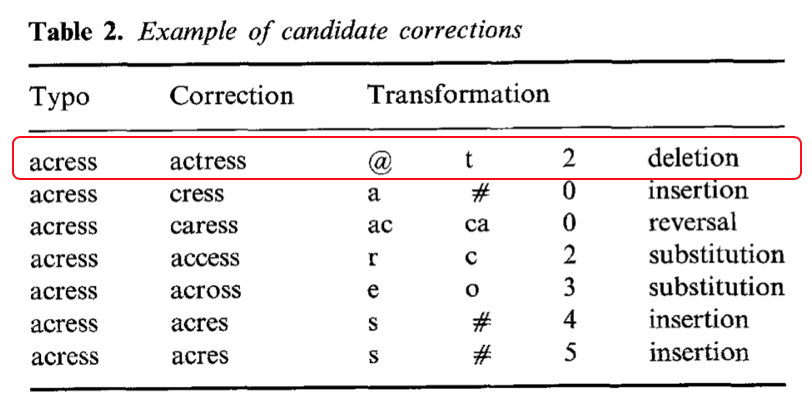 Table 2. Example of candidate corrections
Typo Correction Transformation
acress actress @ t 2 deletion
acress cress a # 0 insertion
acress caress ac ca 0 reversal
acress access r c 2 substitution
acress across e o 3 substitution
acress acres s # 4 insertion
acress acres s # 5 insertion